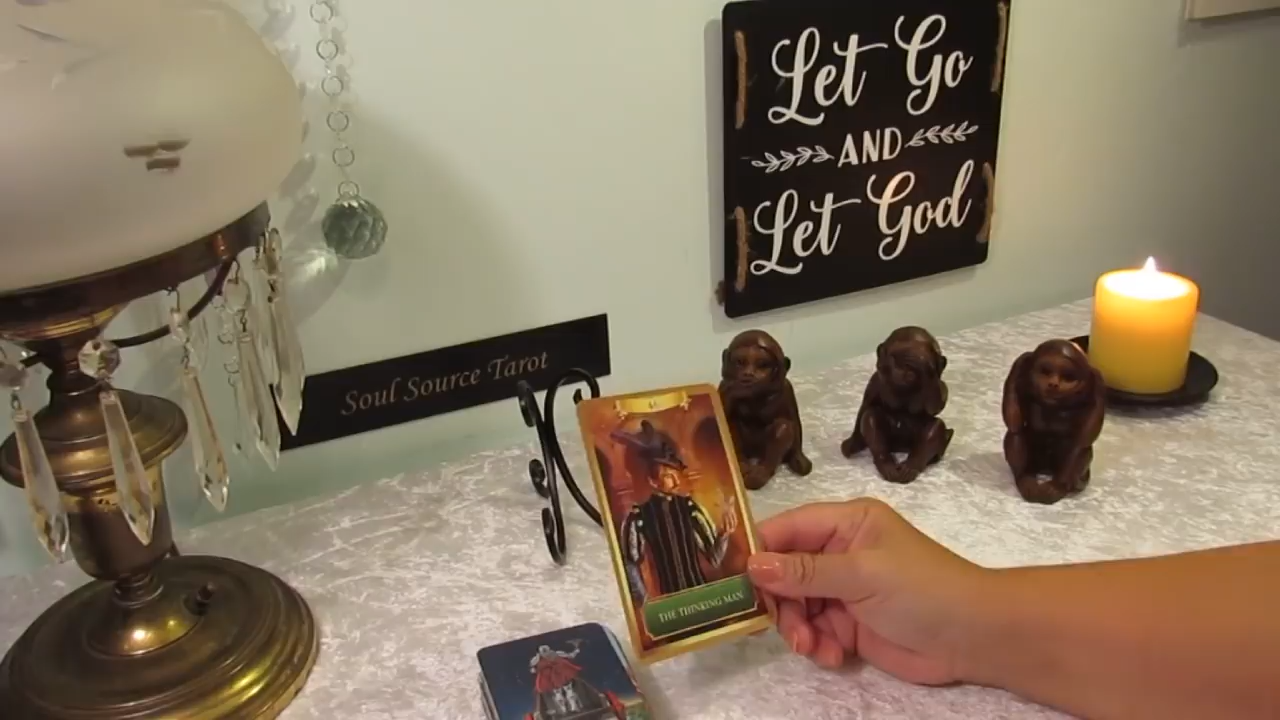 Let Go
AND
Let God
Soul Source Tarot
THE THINKING MAN